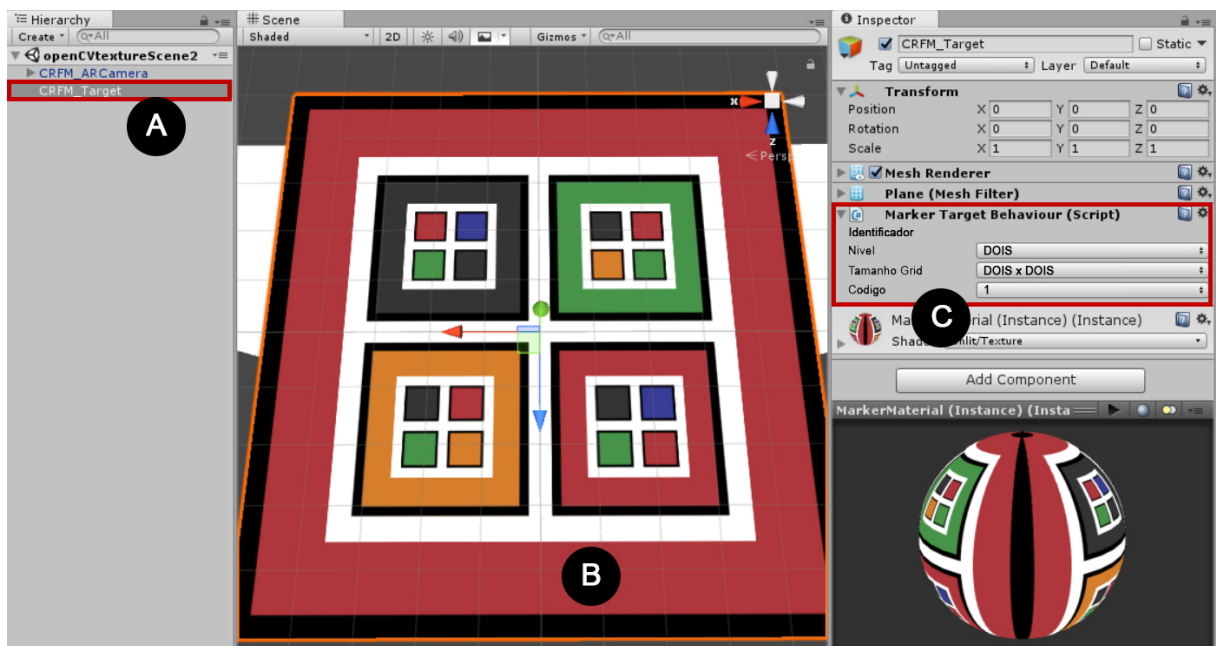 Hierarchy
Create
All
openCVtextureScene2
CRFM_ARCamera
CRFM_Target
A
Scene
Shaded
2D
Gizmos
All
x
z
Persp
B
Inspector
CRFM_Target
Static
Tag Untagged Layer Default
Transform
Position X 0 Y 0 Z 0
Rotation X 0 Y 0 Z 0
Scale X 1 Y 1 Z 1
Mesh Renderer
Plane (Mesh Filter)
Marker Target Behaviour (Script)
Identificador
Nivel DOIS
Tamanho Grid DOIS x DOIS
Codigo 1
C
(Instance) (Instance)
Add Component
MarkerMaterial (Instance) (Insta